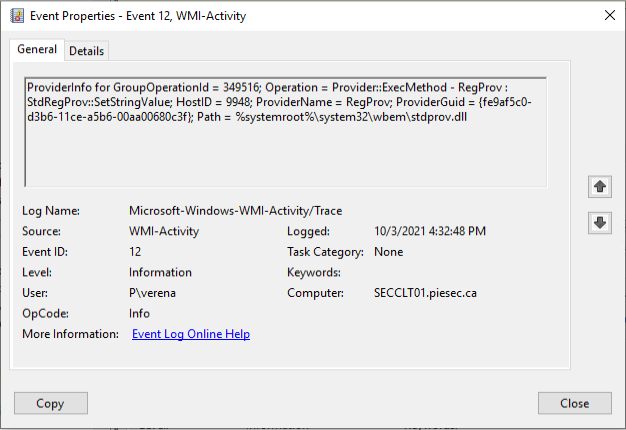 Event Properties - Event 12, WMI-Activity
General Details
ProviderInfo for GroupOperationId = 349516; Operation = Provider::ExecMethod - RegProv :
StdRegProv::SetStringValue; HostID = 9948; ProviderName = RegProv; ProviderGuid = {fe9af5c0-
d3b6-11ce-a5b6-00aa00680c3f}; Path = %systemroot%\system32\wbem\stdprov.dll
Log Name: Microsoft-Windows-WMI-Activity/Trace
Source: WMI-Activity Logged: 10/3/2021 4:32:48 PM
Event ID: 12 Task Category: None
Level: Information Keywords:
User: P\verena Computer: SECCLT01.piesec.ca
OpCode: Info
More Information: Event Log Online Help
Copy Close